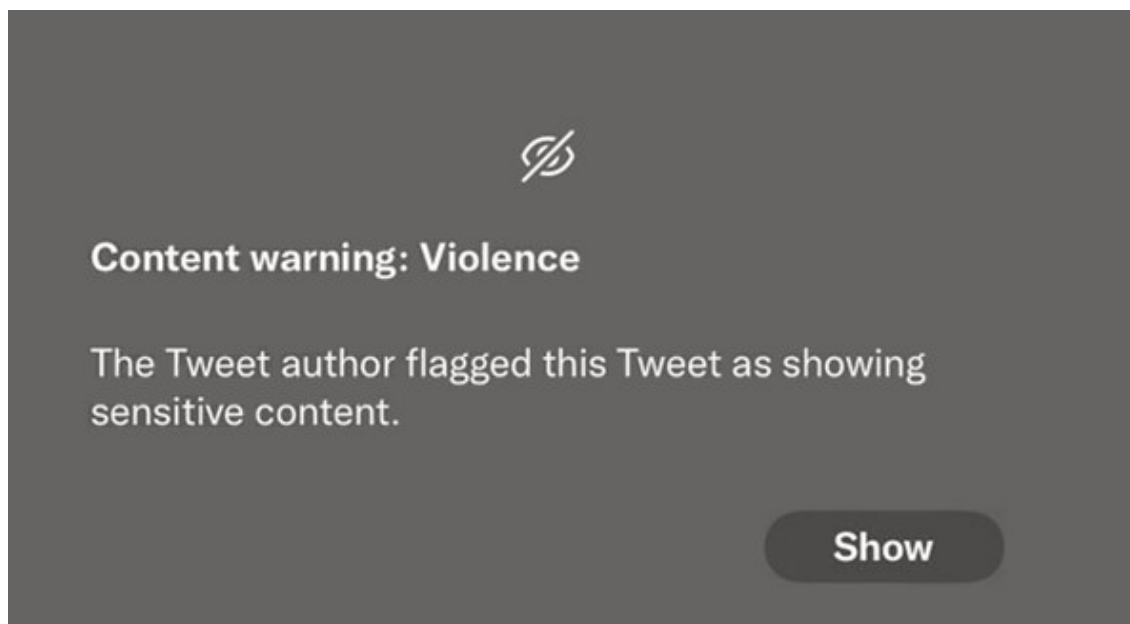 Content warning: Violence
The Tweet author flagged this Tweet as showing
sensitive content.
Show